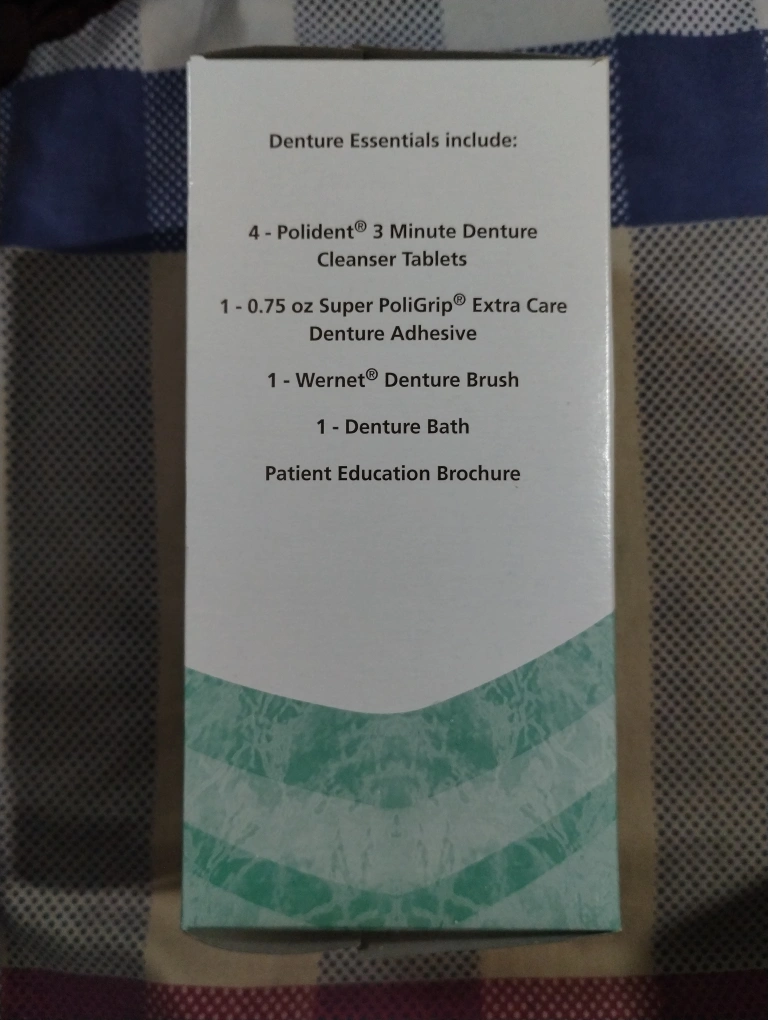 Denture Essentials include:
4 - Polident® 3 Minute Denture
Cleanser Tablets
1 - 0.75 oz Super PoliGrip® Extra Care
Denture Adhesive
1 - Wernet® Denture Brush
1 - Denture Bath
Patient Education Brochure